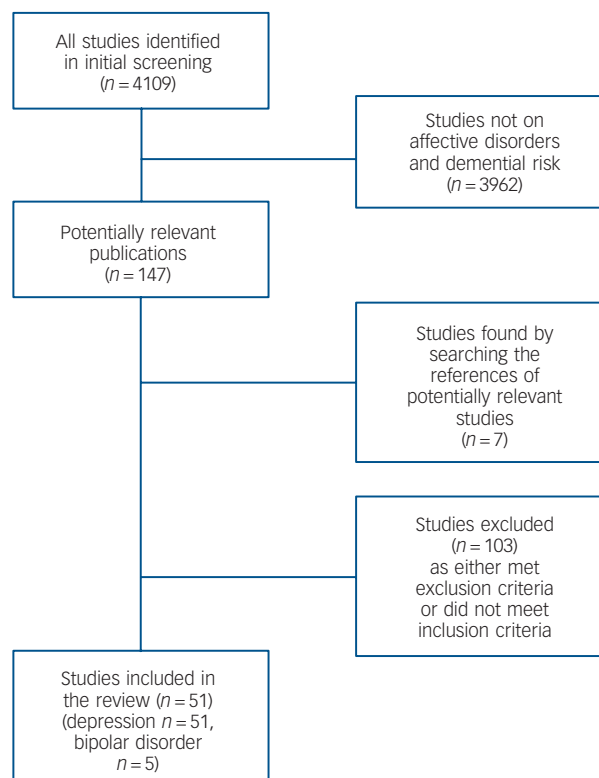 All studies identified
in initial screening
(n = 4109)
Studies not on
affective disorders
and demential risk
(n = 3962)
Potentially relevant
publications
(n = 147)
Studies found by
searching the
references of
potentially relevant
studies
(n = 7)
Studies excluded
(n = 103)
as either met
exclusion criteria
or did not meet
inclusion criteria
Studies included in
the review (n = 51)
(depression n = 51,
bipolar disorder
n = 5)